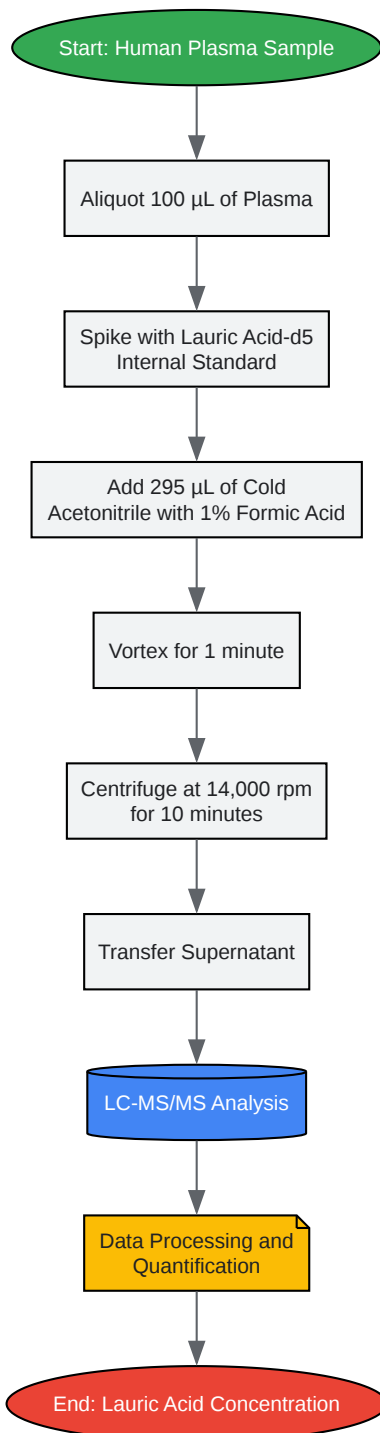 Start: Human Plasma Sample
Aliquot 100 µL of Plasma
Spike with Lauric Acid-d5
Internal Standard
Add 295 µL of Cold
Acetonitrile with 1% Formic Acid
Vortex for 1 minute
Centrifuge at 14,000 rpm
for 10 minutes
Transfer Supernatant
LC-MS/MS Analysis
Data Processing and
Quantification
End: Lauric Acid Concentration